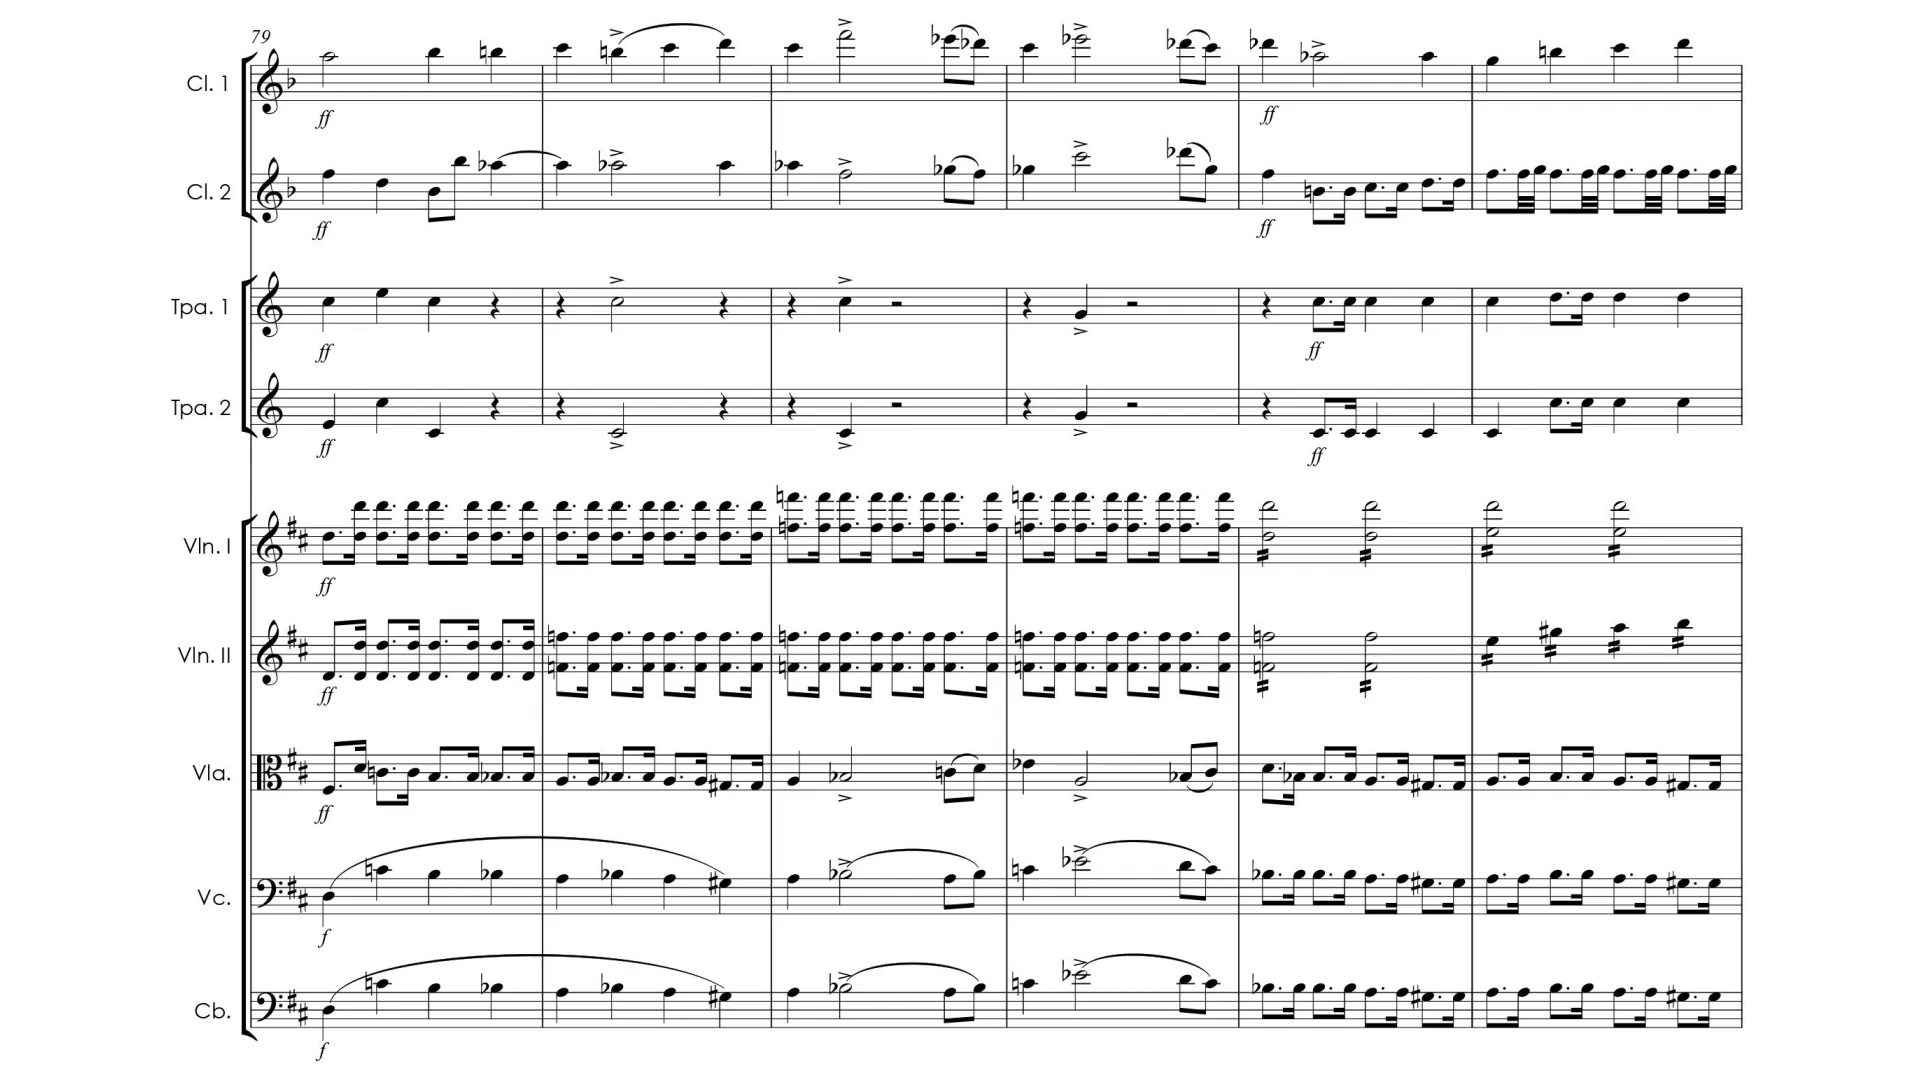 79
Cl. 1
ff
ff
Cl. 2
ff
ff
Tpa. 1
ff
ff
Tpa. 2
ff
ff
Vln. I
ff
Vln. II
ff
Vla.
ff
Vc.
f
Cb.
f